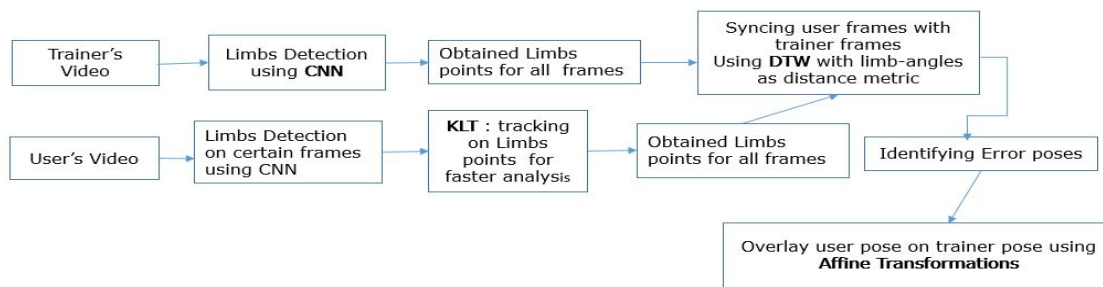 Trainer's
Video
Limbs Detection
using CNN
Obtained Limbs
points for all frames
Syncing user frames with
trainer frames
Using DTW with limb-angles
as distance metric
User's Video
Limbs Detection
on certain frames
using CNN
KLT : tracking
on Limbs
points for
faster analysis
Obtained Limbs
points for all frames
Identifying Error poses
Overlay user pose on trainer pose using
Affine Transformations